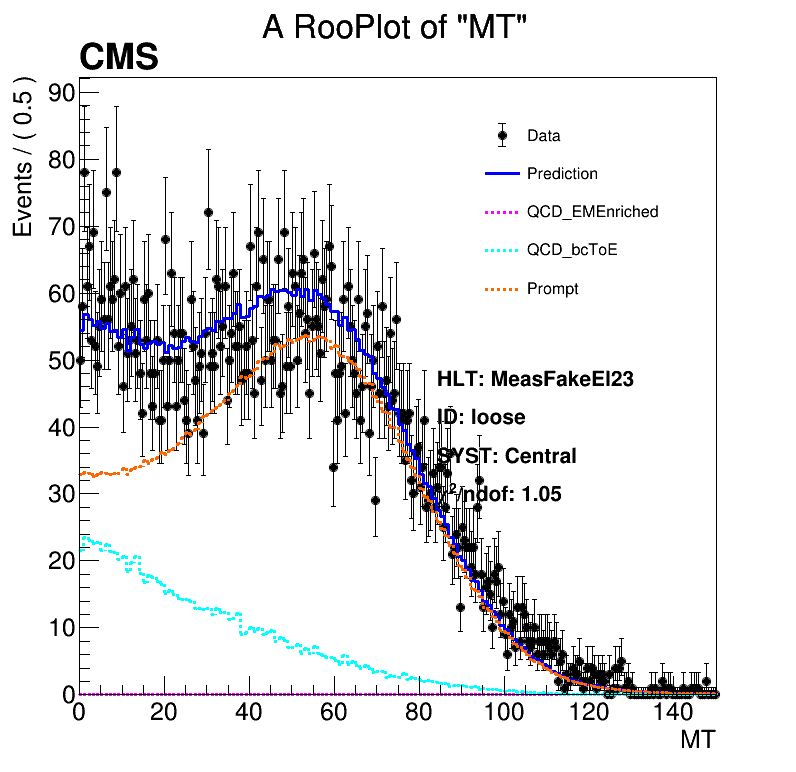 A RooPlot of "MT"
CMS
Events / ( 0.5 )
90
80
70
60
50
40
30
20
10
0
Data
Prediction
QCD_EMEnriched
QCD_bcToE
Prompt
HLT: MeasFakeEl23
ID: loose
SYST: Central
χ²/ndof: 1.05
0 20 40 60 80 100 120 140
MT